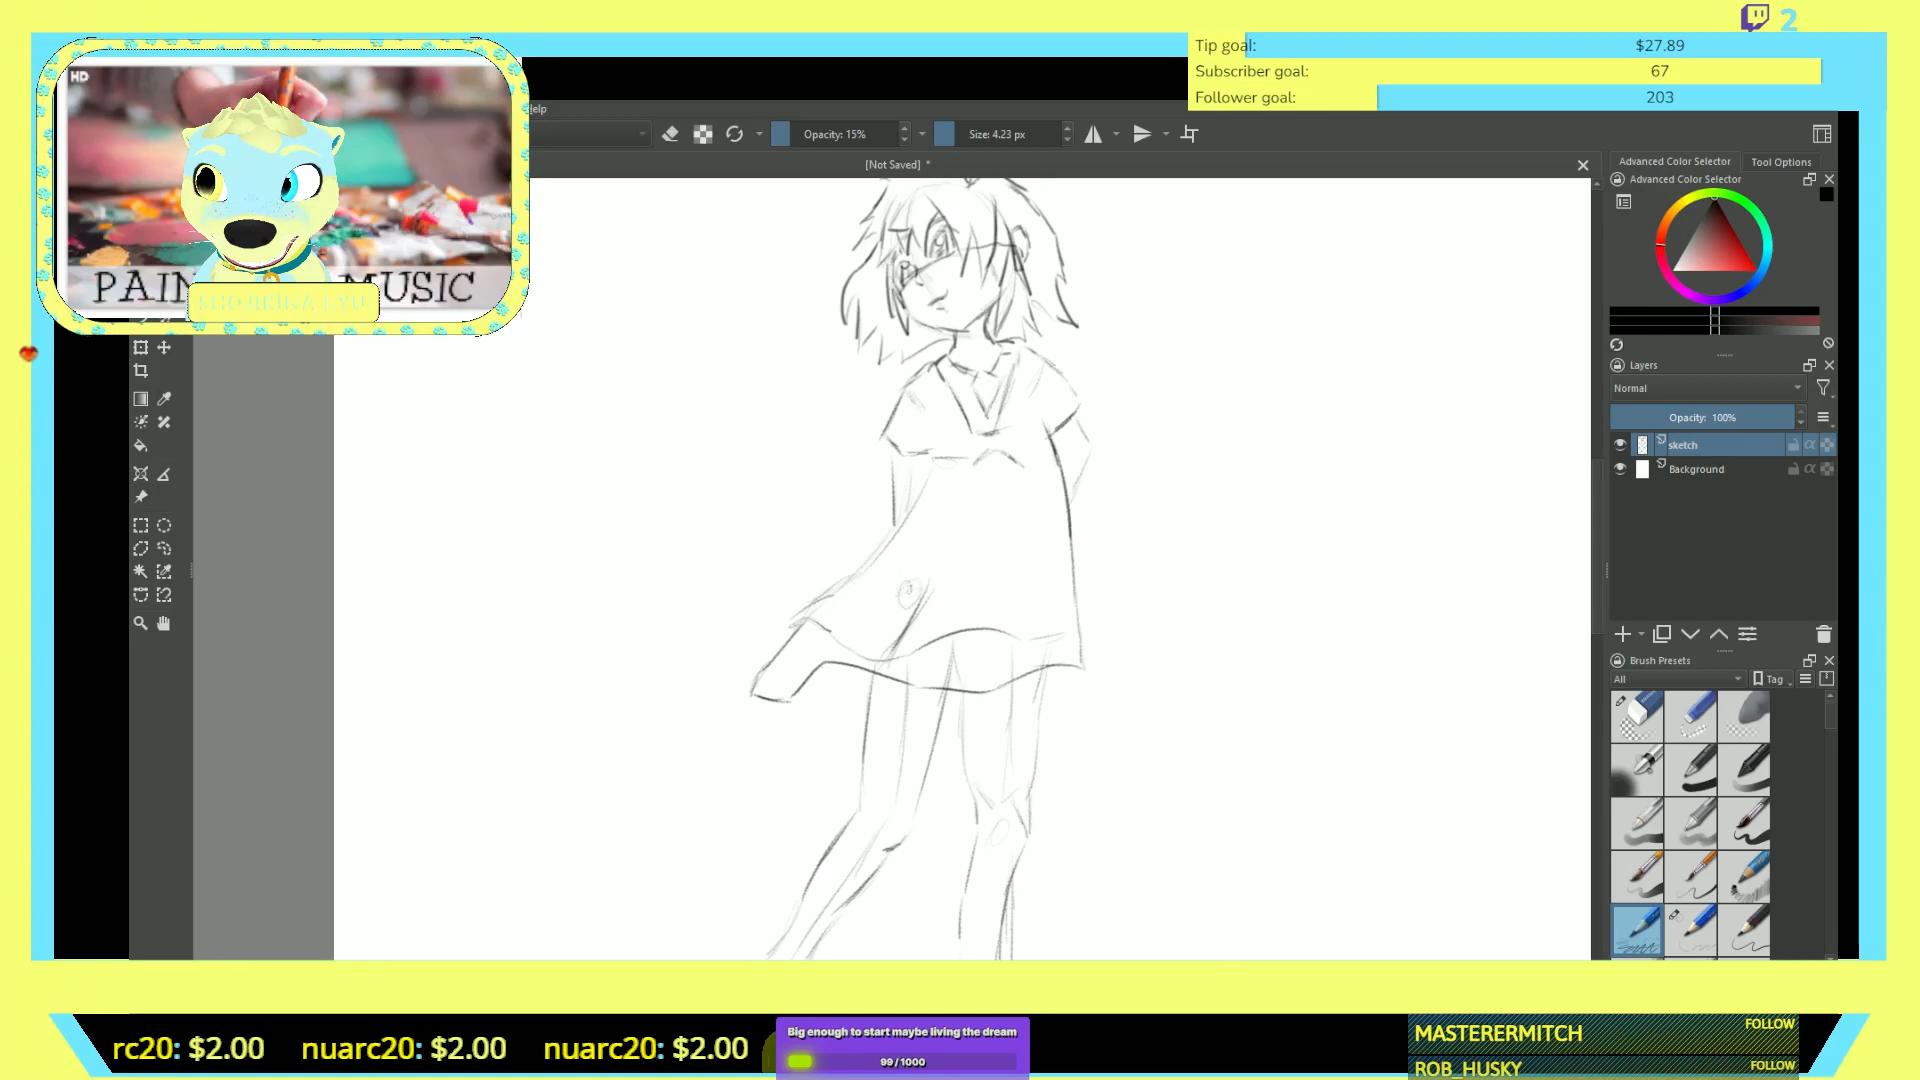 2
Tip goal: $27.89
Subscriber goal: 67
Follower goal: 203
HD
elp
Opacity: 15%
Size: 4.23 px
[Not Saved] *
Advanced Color Selector
Tool Options
Advanced Color Selector
PAIN MUSIC
Layers
Normal
Opacity: 100%
sketch
Background
Brush Presets
All
Tag
rc20: $2.00 nuarc20: $2.00 nuarc20: $2.00
Big enough to start maybe living the dream
99 / 1000
MASTERERMITCH FOLLOW
ROB_HUSKY FOLLOW